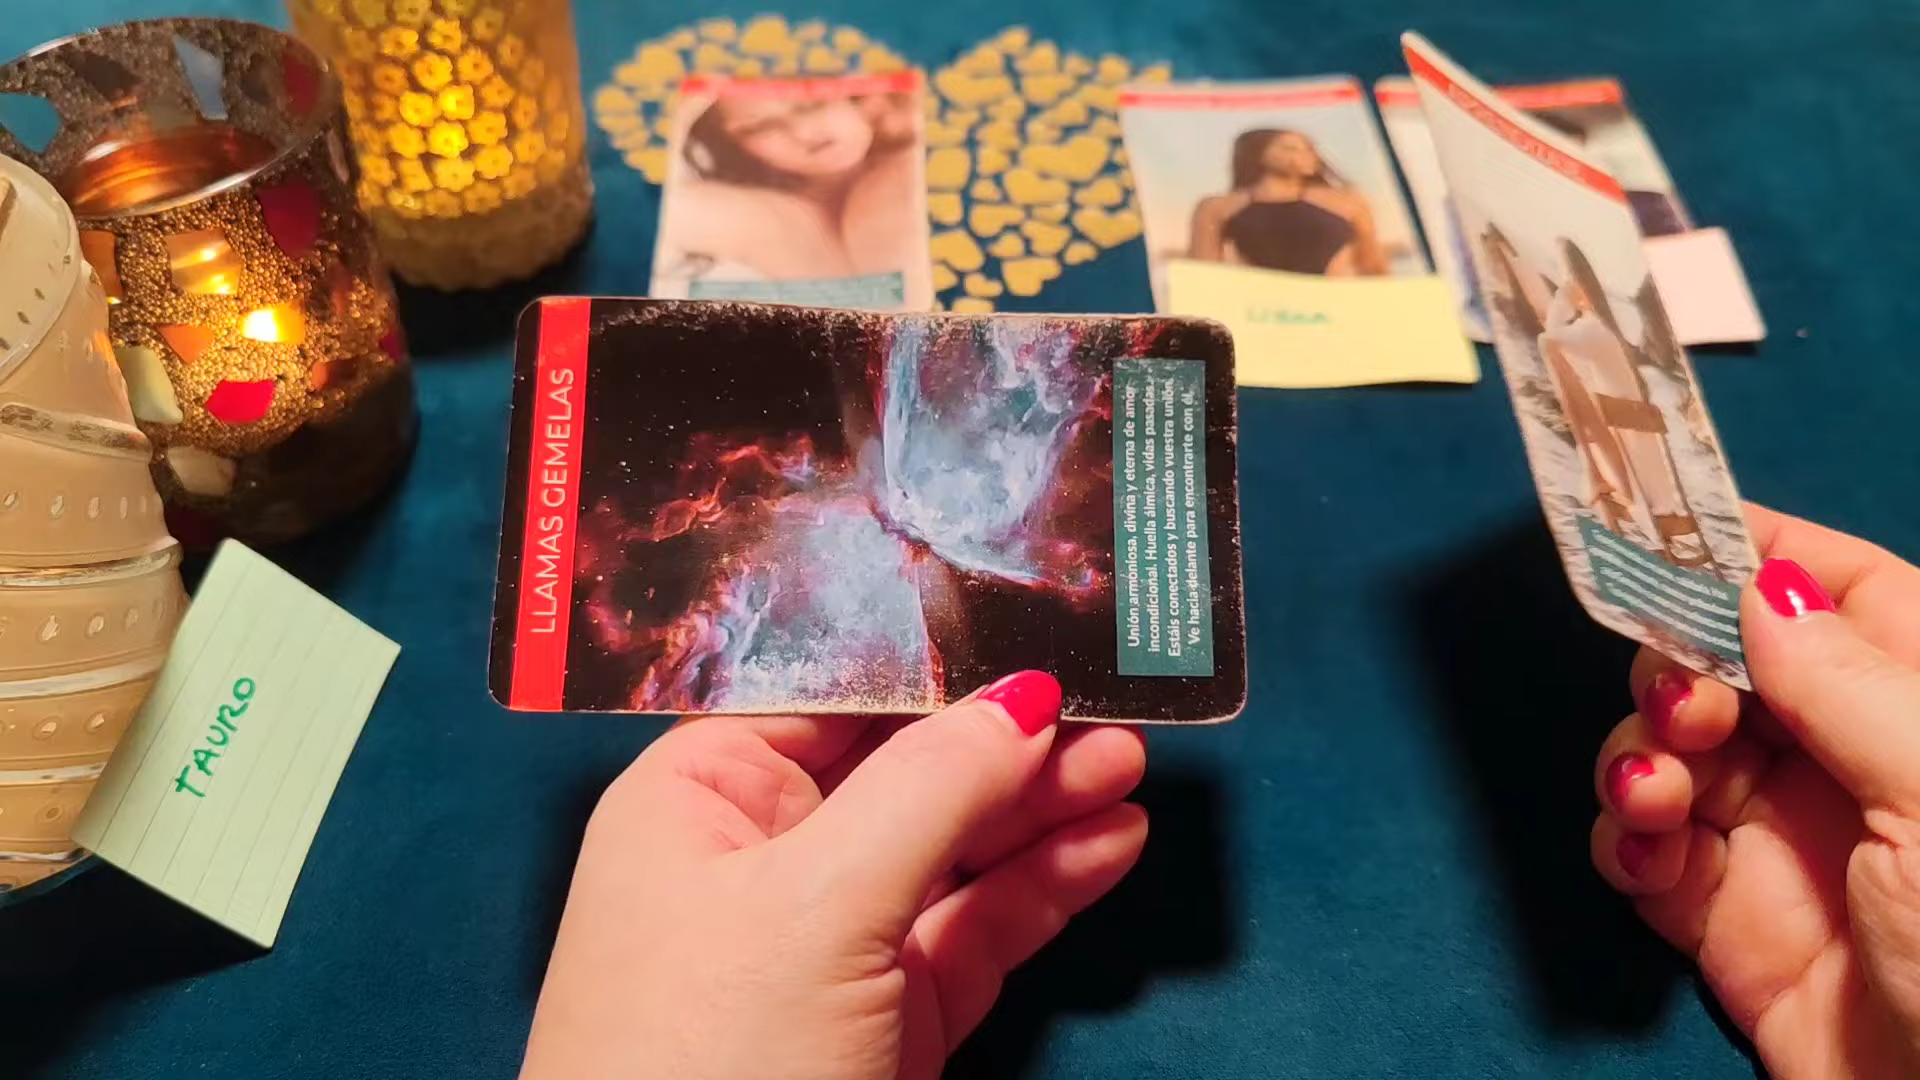 LLAMAS GEMELAS
Unión armoniosa, divina y eterna de amor
incondicional. Huella álmica, vidas pasadas.
Estáis conectados y buscando vuestra unión.
Ve hacia delante para encontrarte con él.
TAURO
LIBRA